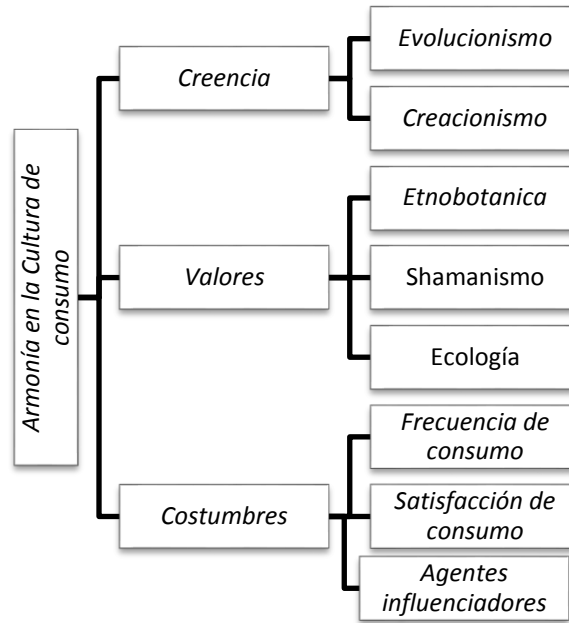 Armonía en la Cultura de
consumo
Creencia
Evolucionismo
Creacionismo
Valores
Etnobotanica
Shamanismo
Ecología
Costumbres
Frecuencia de
consumo
Satisfacción de
consumo
Agentes
influenciadores